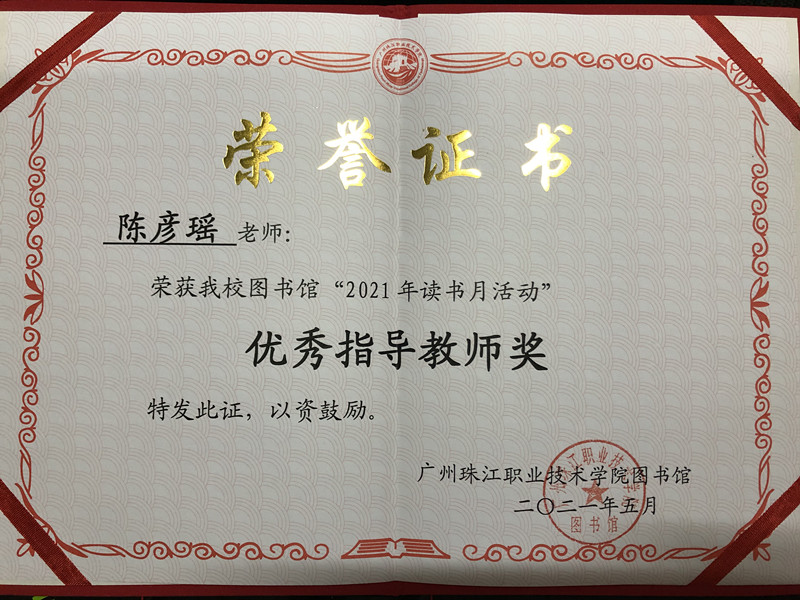 荣誉证书
陈彦瑶 老师：
荣获我校图书馆“2021年读书月活动”
优秀指导教师奖
特发此证，以资鼓励。
广州珠江职业技术学院图书馆
二〇二一年五月
图书馆